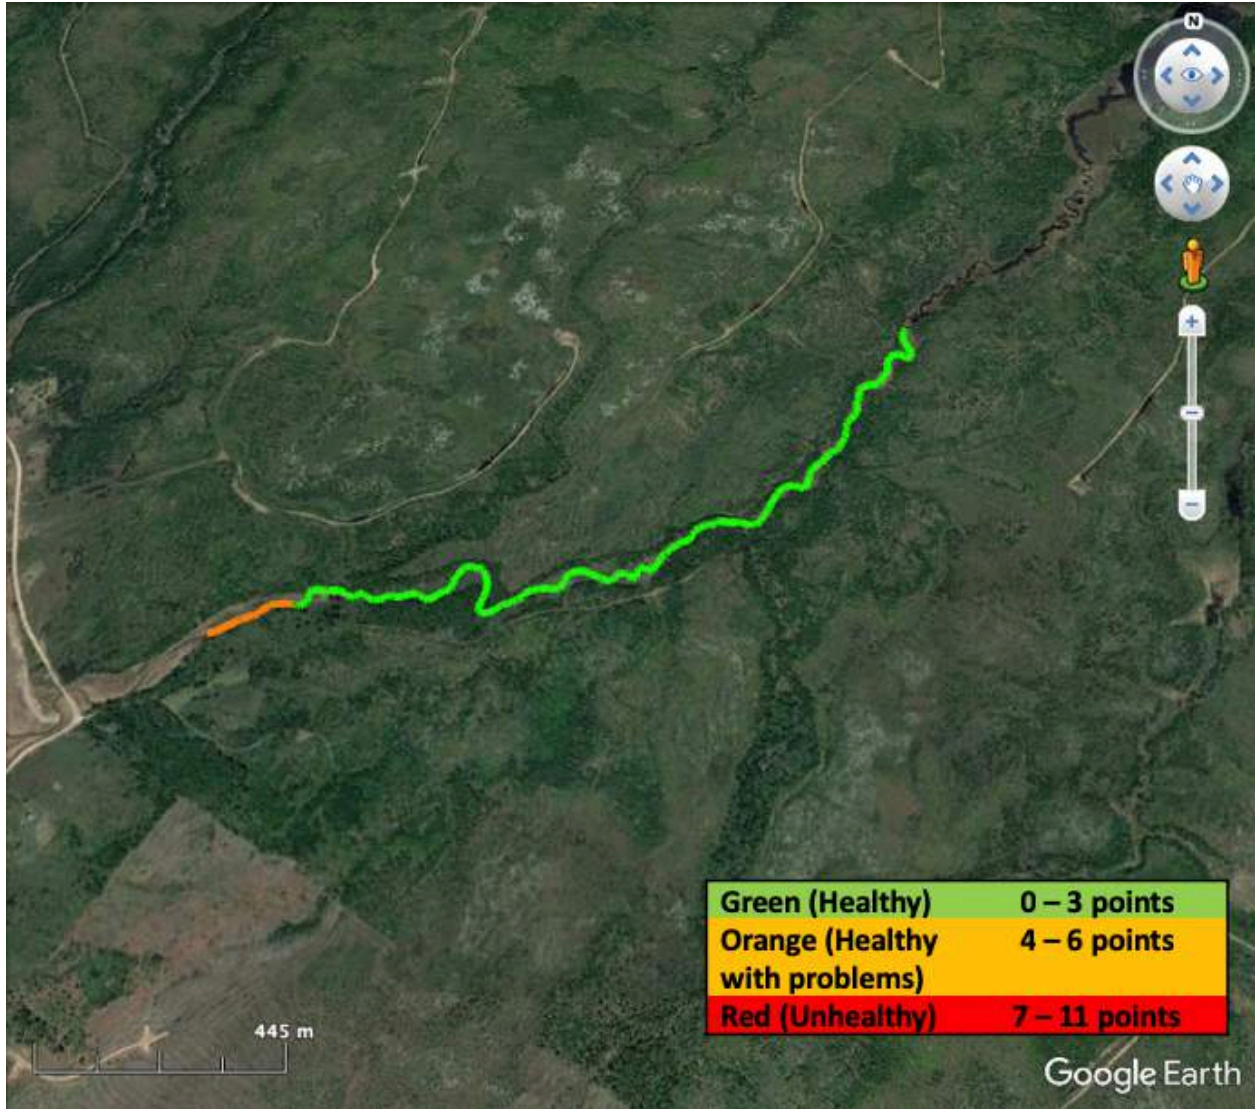 N
Green (Healthy) 0 – 3 points
Orange (Healthy 4 – 6 points
with problems)
Red (Unhealthy) 7 – 11 points
445 m
Google Earth